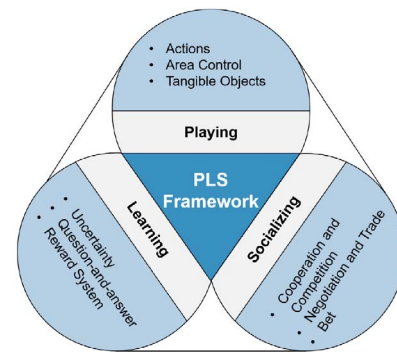 • Actions
• Area Control
• Tangible Objects
Playing
PLS
Framework
Learning
• Uncertainty
• Question-and-answer
• Reward System
Socializing
• Cooperation and
Competition
• Negotiation and Trade
• Bet